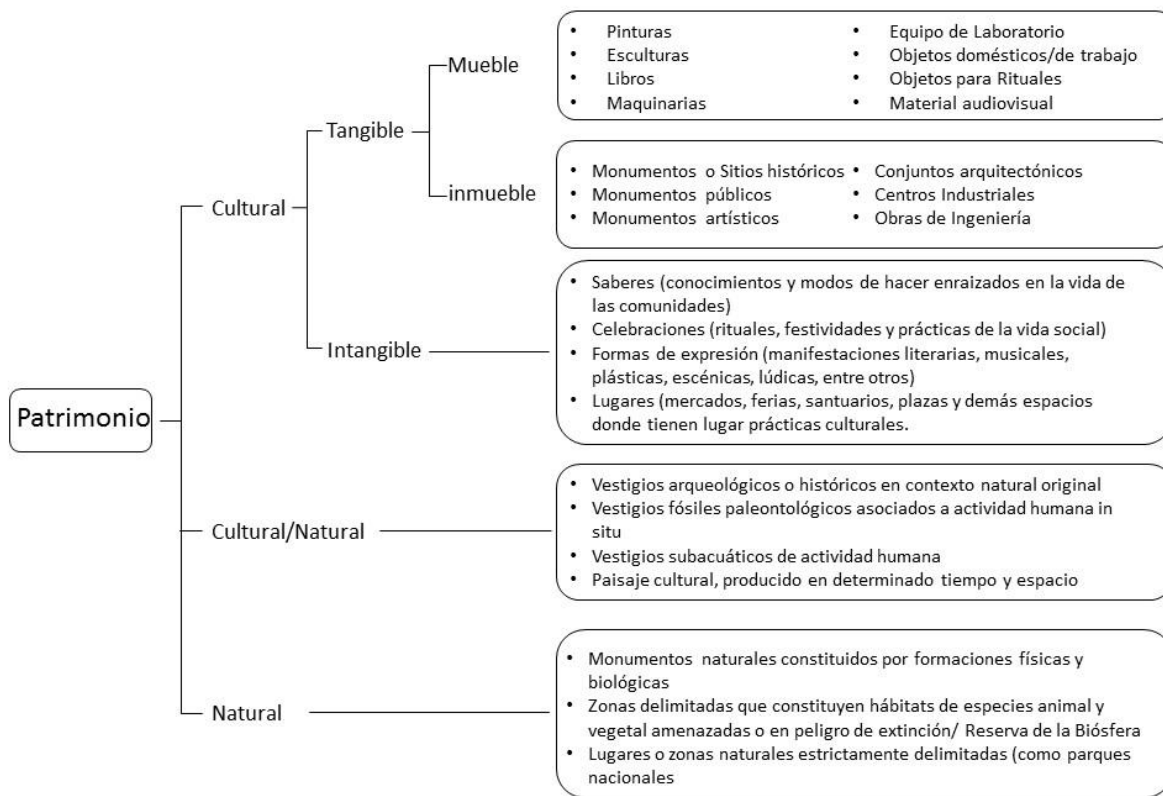 Patrimonio
Cultural
Tangible
Mueble
• Pinturas
• Esculturas
• Libros
• Maquinarias
• Equipo de Laboratorio
• Objetos domésticos/de trabajo
• Objetos para Rituales
• Material audiovisual
inmueble
• Monumentos o Sitios históricos
• Monumentos públicos
• Monumentos artísticos
• Conjuntos arquitectónicos
• Centros Industriales
• Obras de Ingeniería
Intangible
• Saberes (conocimientos y modos de hacer enraizados en la vida de
las comunidades)
• Celebraciones (rituales, festividades y prácticas de la vida social)
• Formas de expresión (manifestaciones literarias, musicales,
plásticas, escénicas, lúdicas, entre otros)
• Lugares (mercados, ferias, santuarios, plazas y demás espacios
donde tienen lugar prácticas culturales.
Cultural/Natural
• Vestigios arqueológicos o históricos en contexto natural original
• Vestigios fósiles paleontológicos asociados a actividad humana in
situ
• Vestigios subacuáticos de actividad humana
• Paisaje cultural, producido en determinado tiempo y espacio
Natural
• Monumentos naturales constituidos por formaciones físicas y
biológicas
• Zonas delimitadas que constituyen hábitats de especies animal y
vegetal amenazadas o en peligro de extinción/ Reserva de la Biósfera
• Lugares o zonas naturales estrictamente delimitadas (como parques
nacionales